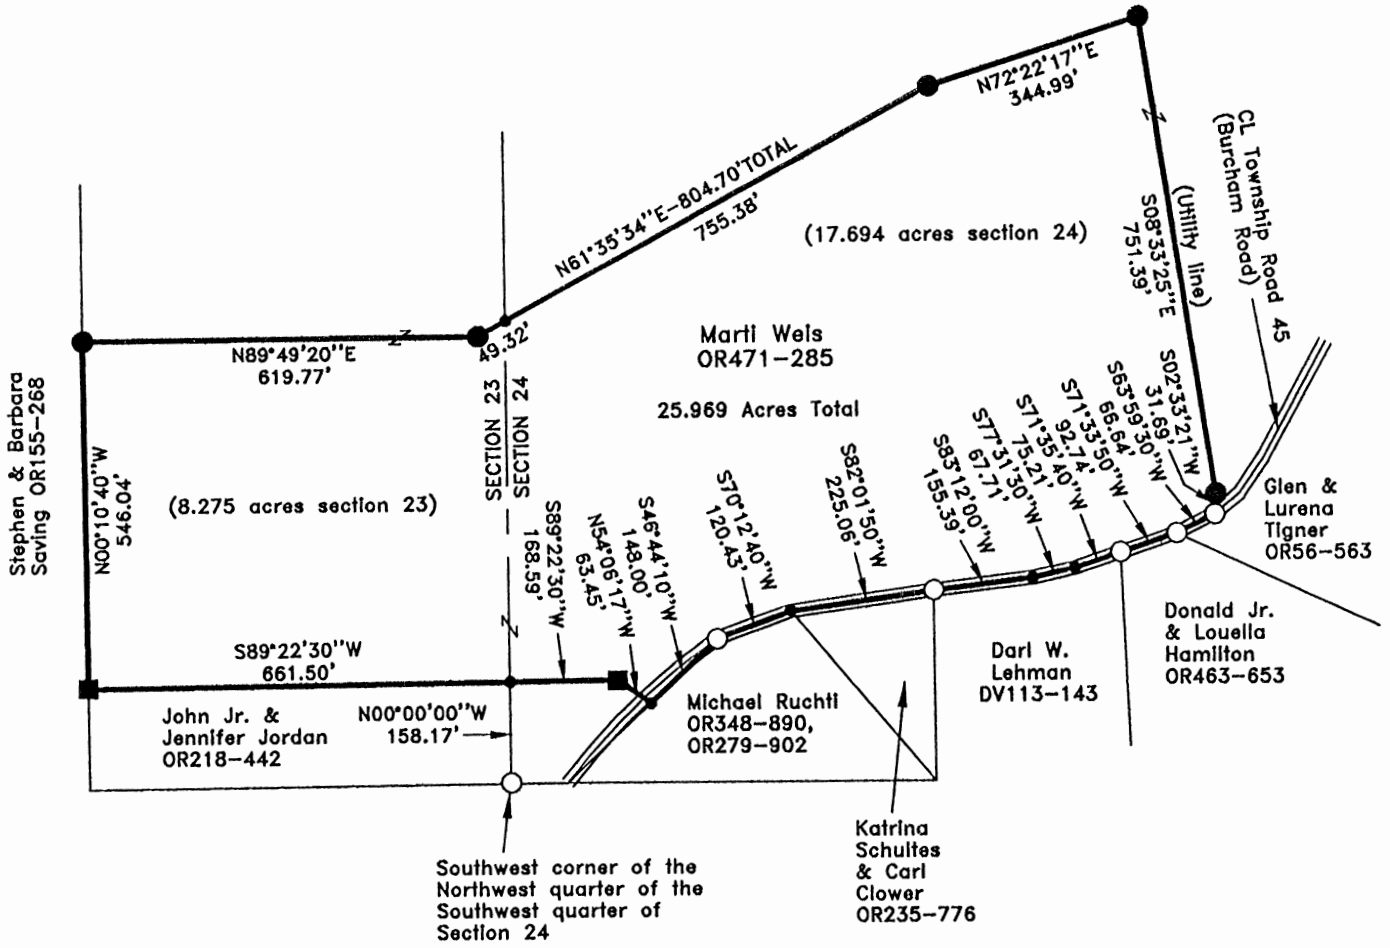 N72°22'17"E
344.99'
CL Township Road 45
(Burcham Road)
N61°35'34"E-804.70'TOTAL
755.38'
(17.694 acres section 24)
(Utility line)
S08°33'25"E
751.39'
49.32'
N89°49'20"E
619.77'
Marti Weis
OR471-285
25.969 Acres Total
Stephen & Barbara
Saving OR155-268
N00°10'40"W
546.04'
(8.275 acres section 23)
SECTION 23
SECTION 24
S89°22'30"W
168.59'
N54°06'17"W
63.45'
S46°44'10"W
148.00'
S70°12'40"W
120.43'
S82°01'50"W
225.06'
S83°12'00"W
155.39'
S77°31'30"W
67.71'
S71°35'40"W
75.21'
S71°33'50"W
92.74'
S63°59'30"W
66.64'
S02°33'21"W
31.69'
Glen &
Lurena
Tigner
OR56-563
S89°22'30"W
661.50'
John Jr. &
Jennifer Jordan
OR218-442
N00°00'00"W
158.17'
Michael Ruchti
OR348-890,
OR279-902
Darl W.
Lehman
DV113-143
Donald Jr.
& Louella
Hamilton
OR463-653
Katrina
Schultes
& Carl
Clower
OR235-776
Southwest corner of the
Northwest quarter of the
Southwest quarter of
Section 24